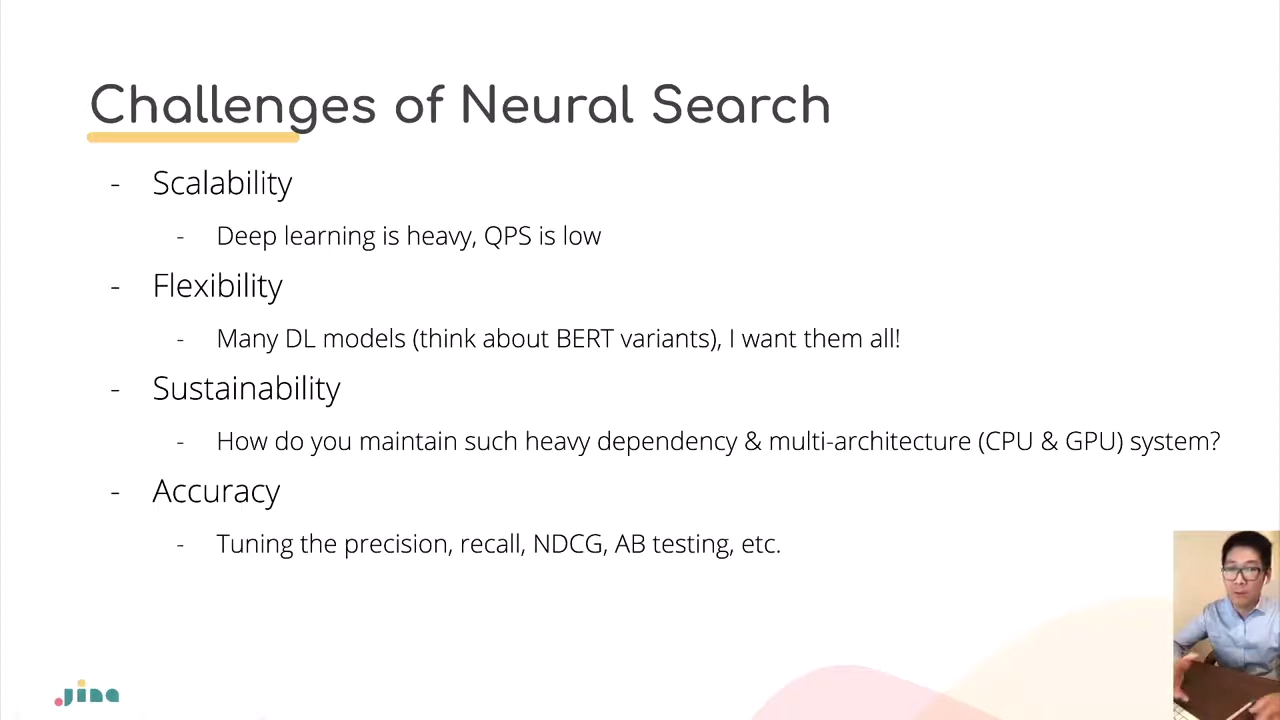 Challenges of Neural Search
- Scalability
- Deep learning is heavy, QPS is low
- Flexibility
- Many DL models (think about BERT variants), I want them all!
- Sustainability
- How do you maintain such heavy dependency & multi-architecture (CPU & GPU) system?
- Accuracy
- Tuning the precision, recall, NDCG, AB testing, etc.
jina